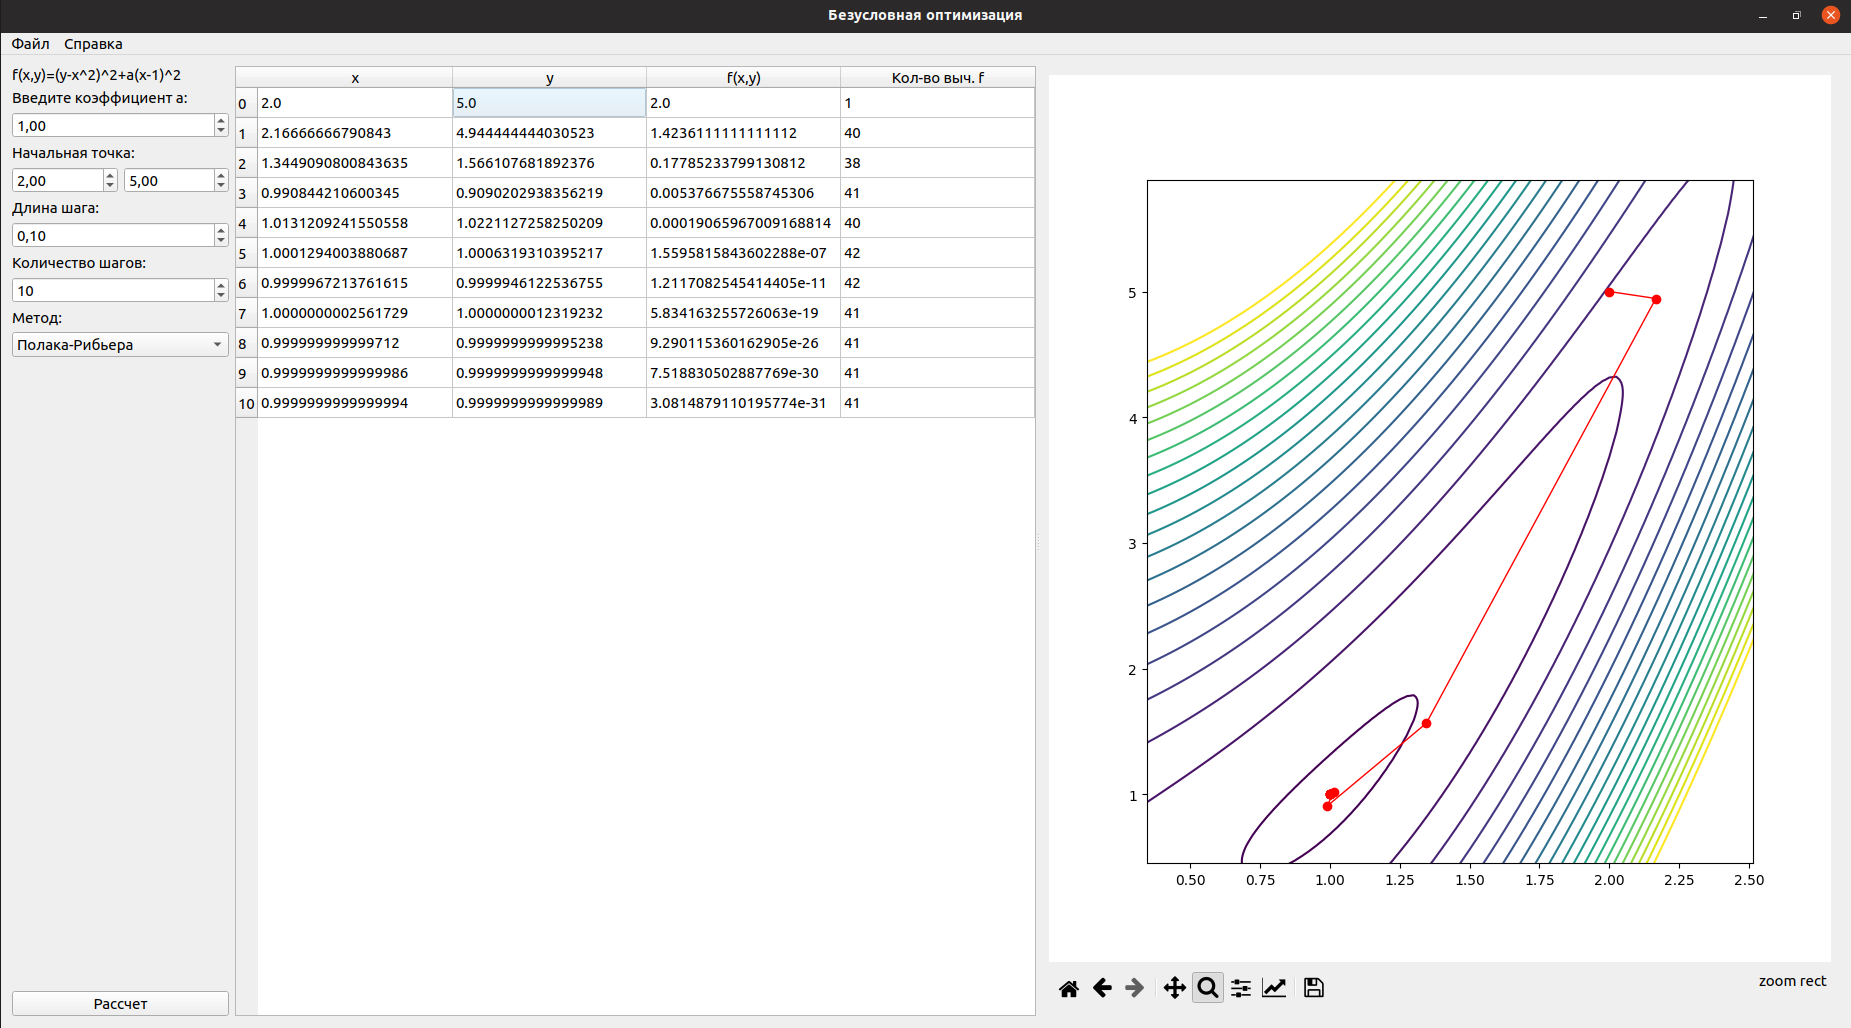 Безусловная оптимизация
Файл Справка
f(x,y)=(y-x^2)^2+a(x-1)^2
Введите коэффициент a:
1,00
Начальная точка:
2,00 5,00
Длина шага:
0,10
Количество шагов:
10
Метод:
Полака-Рибьера
Рассчет
x y f(x,y) Кол-во выч. f
0 2.0 5.0 2.0 1
1 2.16666666790843 4.944444444030523 1.4236111111111112 40
2 1.3449090800843635 1.566107681892376 0.17785233799130812 38
3 0.990844210600345 0.9090202938356219 0.005376675558745306 41
4 1.0131209241550558 1.0221127258250209 0.00019065967009168814 40
5 1.0001294003880687 1.0006319310395217 1.5595815843602288e-07 42
6 0.9999967213761615 0.9999946122536755 1.2117082545414405e-11 42
7 1.0000000002561729 1.0000000012319232 5.834163255726063e-19 41
8 0.999999999999712 0.9999999999995238 9.290115360162905e-26 41
9 0.9999999999999986 0.9999999999999948 7.518830502887769e-30 41
10 0.9999999999999994 0.9999999999999989 3.0814879110195774e-31 41
5
4
3
2
1
0.50 0.75 1.00 1.25 1.50 1.75 2.00 2.25 2.50
zoom rect